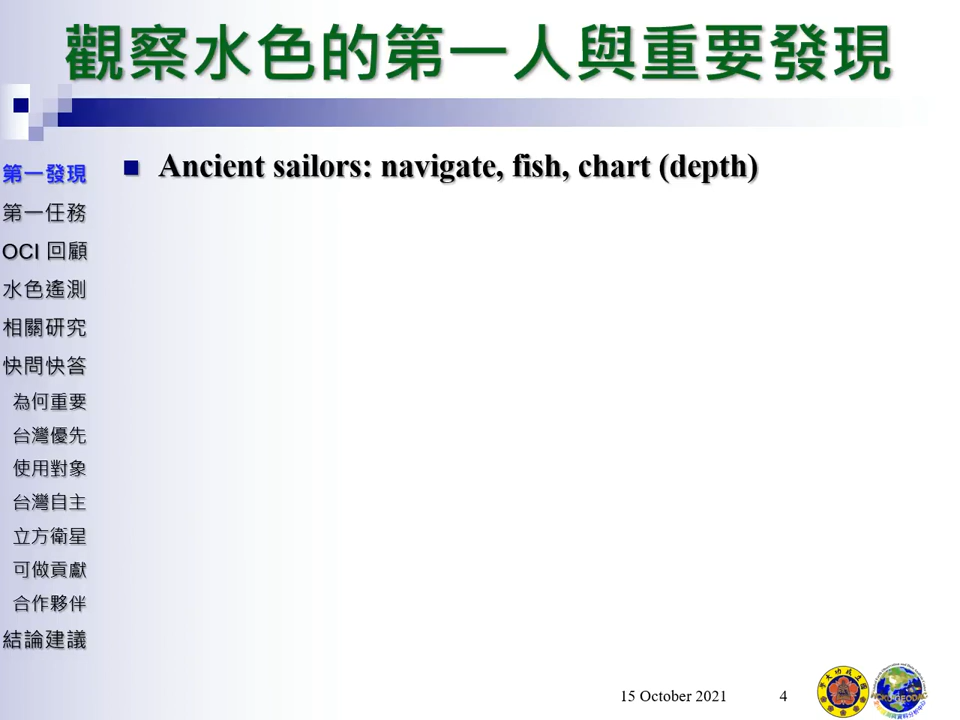 觀察水色的第一人與重要發現
第一發現
第一任務
OCI 回顧
水色遙測
相關研究
快問快答
為何重要
台灣優先
使用對象
台灣自主
立方衛星
可做貢獻
合作夥伴
結論建議
Ancient sailors: navigate, fish, chart (depth)
15 October 2021
4